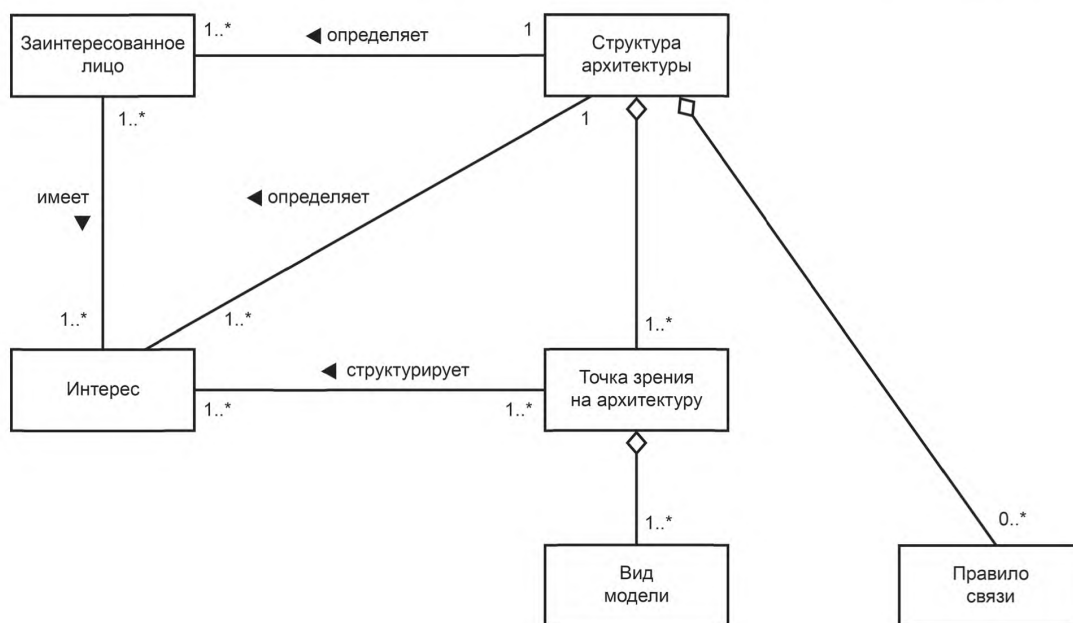 1..*
◄ определяет
1
Заинтересованное
лицо
Структура
архитектуры
1..*
1
имеет
▼
◄ определяет
1..*
1..*
1..*
Интерес
◄ структурирует
Точка зрения
на архитектуру
1..*
1..*
1..*
0..*
Вид
модели
Правило
связи